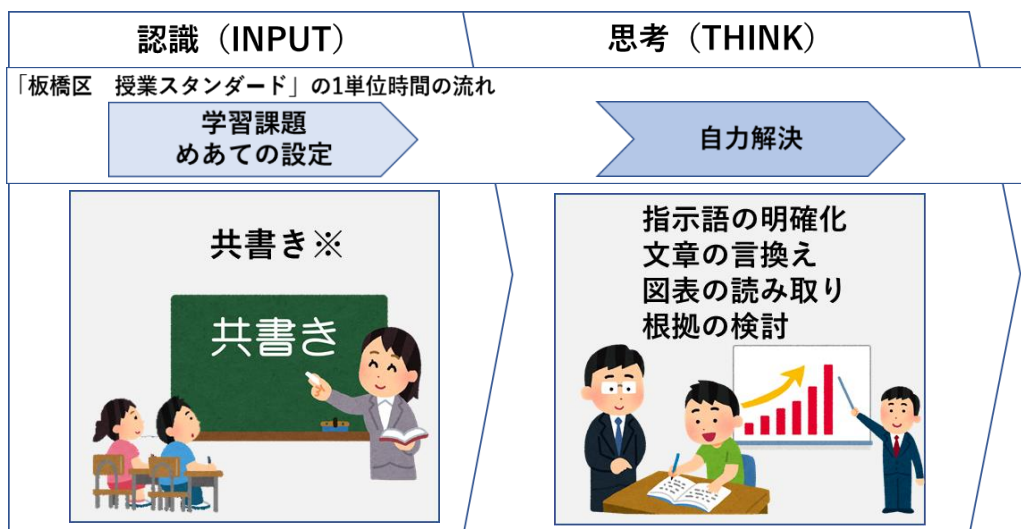 認識（INPUT）
思考（THINK）
「板橋区　授業スタンダード」の1単位時間の流れ
学習課題
めあての設定
自力解決
共書き※
共書き
指示語の明確化
文章の言換え
図表の読み取り
根拠の検討